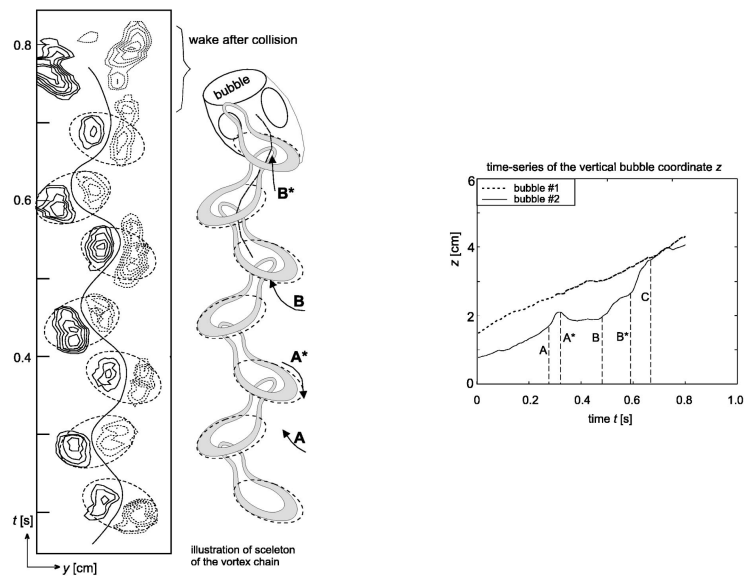 0.8
0.6
0.4
t [s]
y [cm]
wake after collision
bubble
B*
B
A*
A
illustration of sceleton
of the vortex chain
time-series of the vertical bubble coordinate z
bubble #1
bubble #2
z [cm]
6
4
2
0
A
A*
B
B*
C
0
0.2
0.4
0.6
0.8
1.0
time t [s]